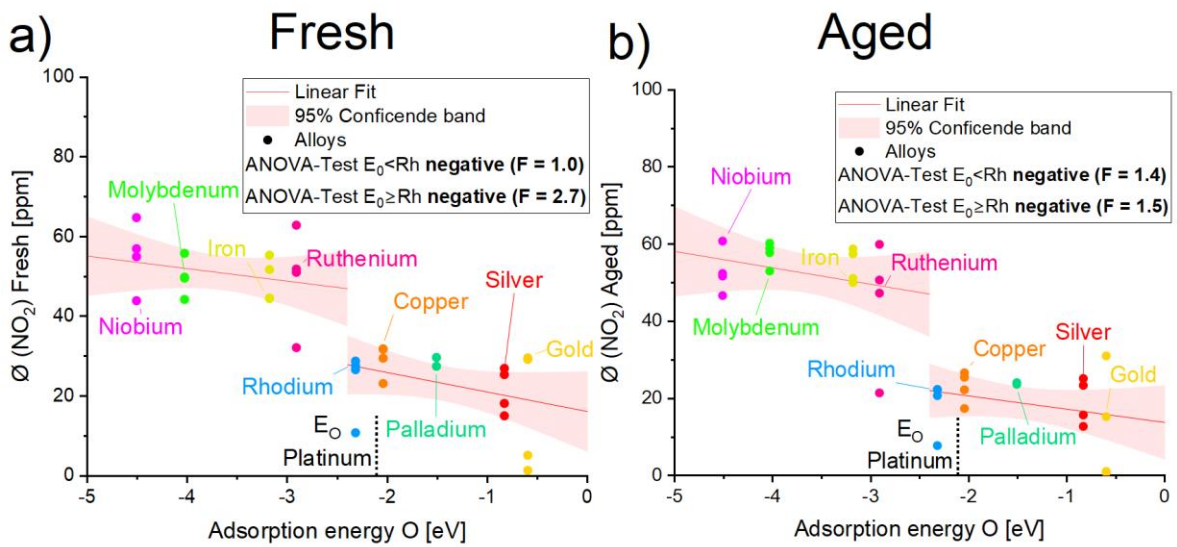 a)
Fresh
100
80
60
40
20
0
Ø (NO₂) Fresh [ppm]
Linear Fit
95% Conficende band
Alloys
ANOVA-Test E₀<Rh negative (F = 1.0)
ANOVA-Test E₀≥Rh negative (F = 2.7)
Molybdenum
Iron
Ruthenium
Niobium
Copper
Silver
Gold
Rhodium
Palladium
E_O
Platinum
-5
-4
-3
-2
-1
0
Adsorption energy O [eV]
b)
Aged
100
80
60
40
20
0
Ø (NO₂) Aged [ppm]
Linear Fit
95% Conficende band
Alloys
ANOVA-Test E₀<Rh negative (F = 1.4)
ANOVA-Test E₀≥Rh negative (F = 1.5)
Niobium
Iron
Ruthenium
Molybdenum
Copper
Silver
Gold
Rhodium
Palladium
E_O
Platinum
-5
-4
-3
-2
-1
0
Adsorption energy O [eV]